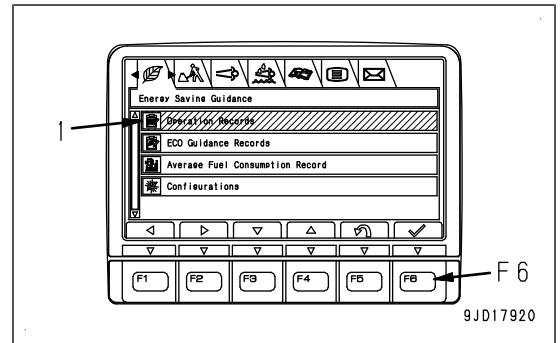 Energy Saving Guidance
1
Operation Records
ECO Guidance Records
Average Fuel Consumption Record
Configurations
F1 F2 F3 F4 F5 F6
F6
9JD17920